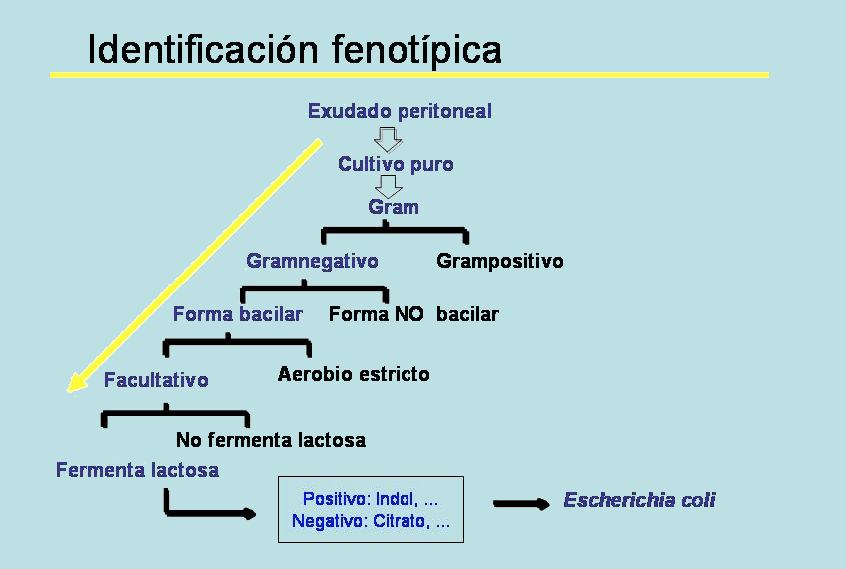 Identificación fenotípica
Exudado peritoneal
Cultivo puro
Gram
Gramnegativo Grampositivo
Forma bacilar Forma NO bacilar
Facultativo Aerobio estricto
No fermenta lactosa
Fermenta lactosa
Positivo: Indol, ...
Negativo: Citrato, ...
Escherichia coli